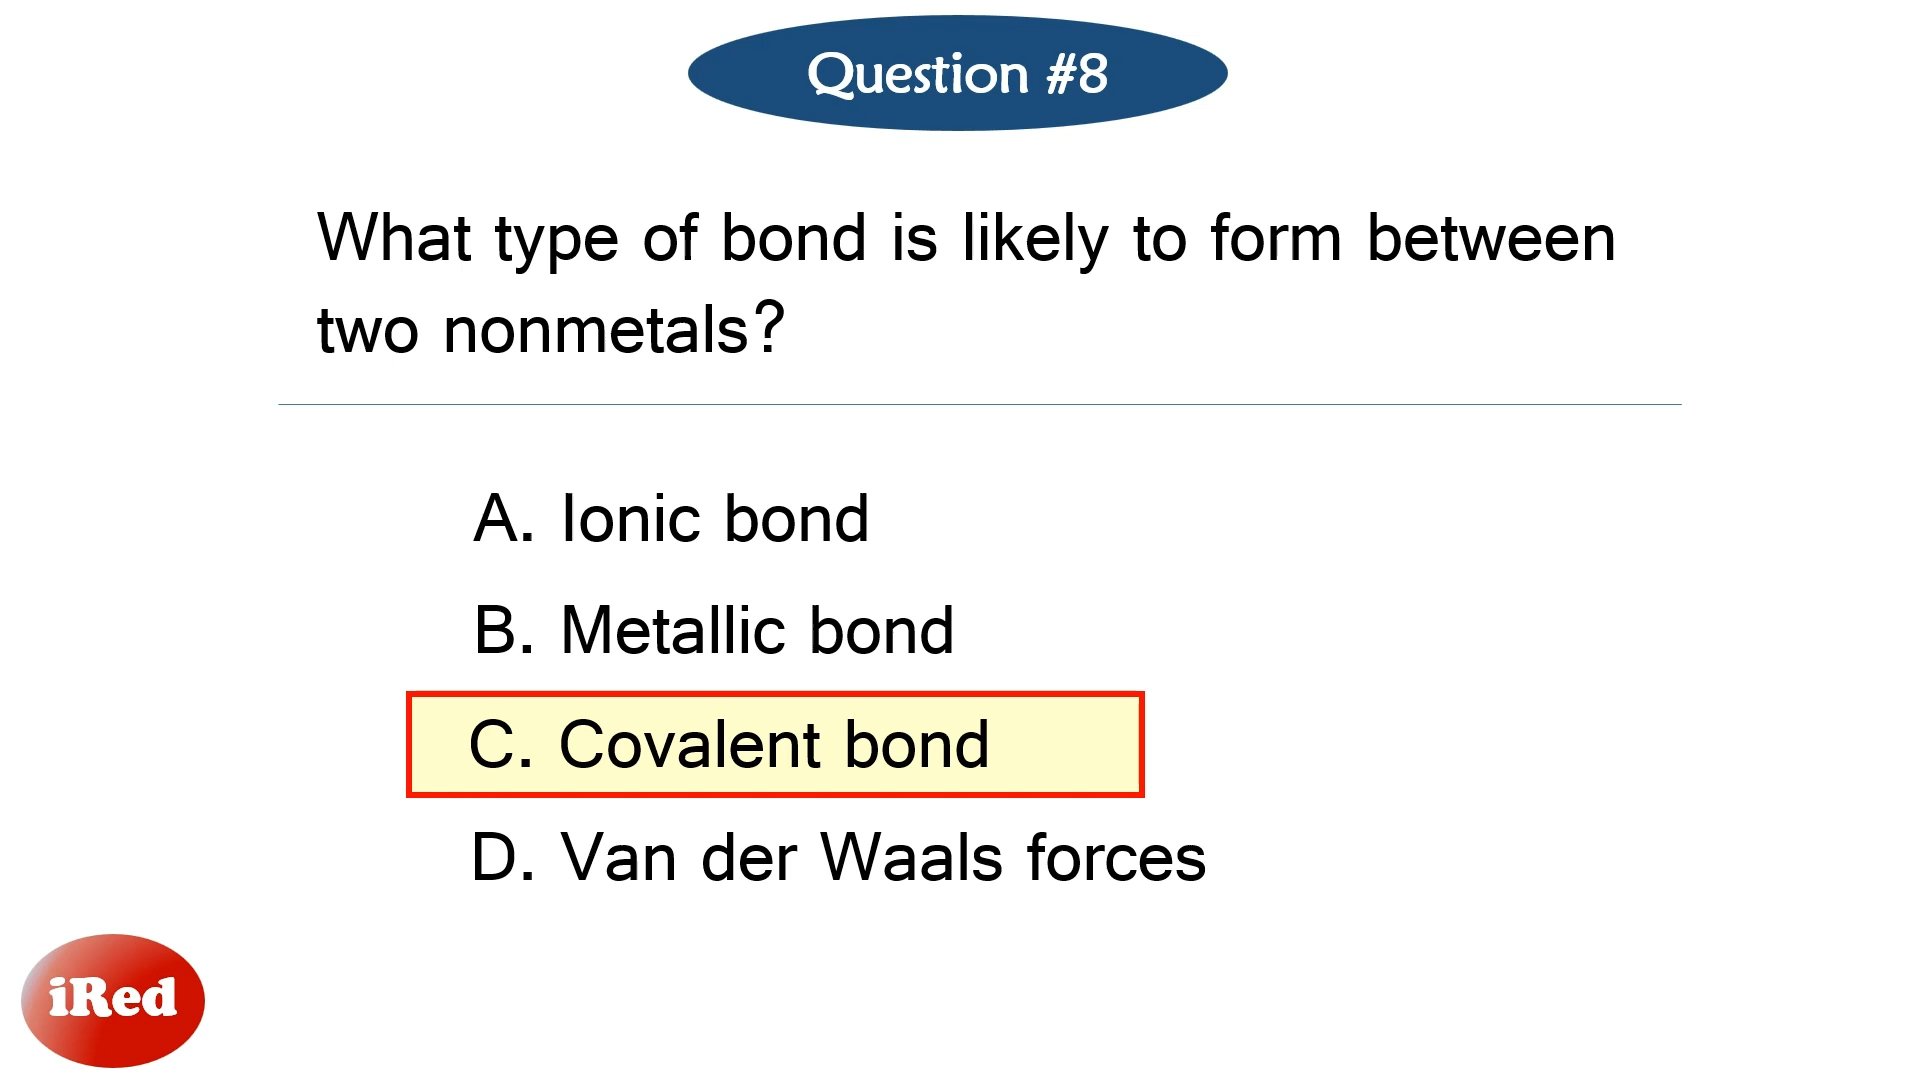 Question #8
What type of bond is likely to form between
two nonmetals?
A. Ionic bond
B. Metallic bond
C. Covalent bond
D. Van der Waals forces
iRed